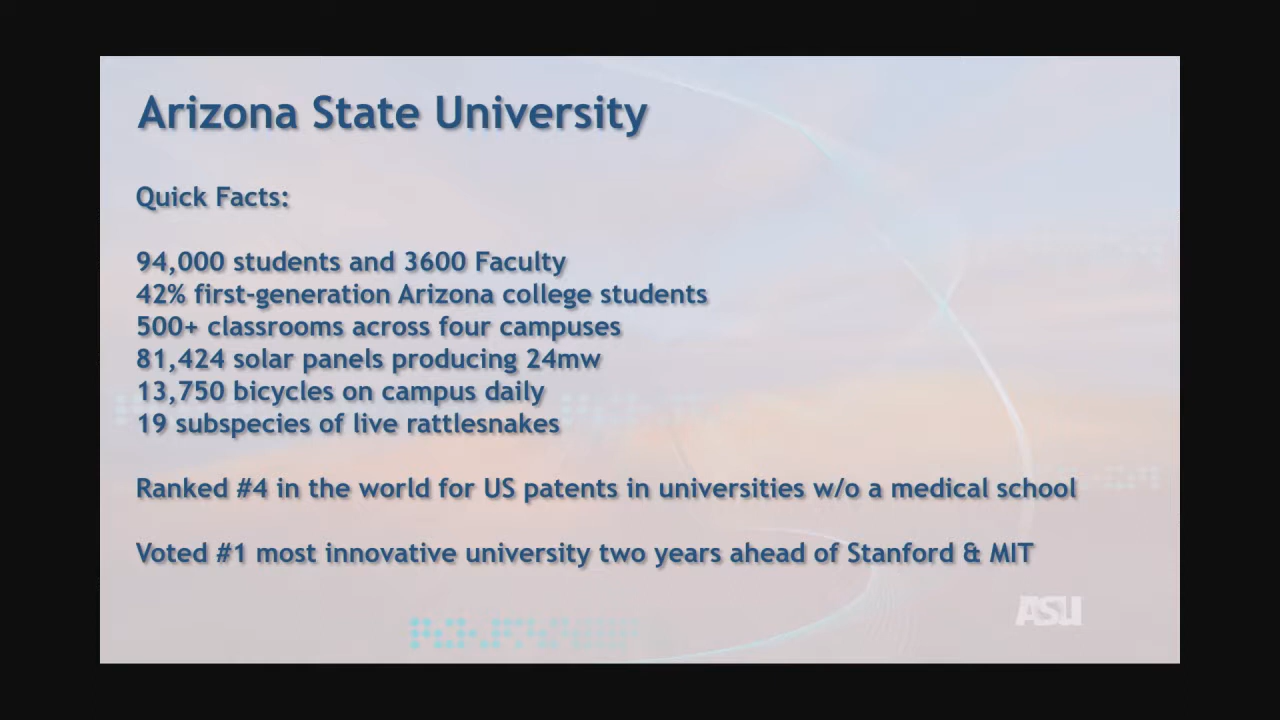 Arizona State University
Quick Facts:
94,000 students and 3600 Faculty
42% first-generation Arizona college students
500+ classrooms across four campuses
81,424 solar panels producing 24mw
13,750 bicycles on campus daily
19 subspecies of live rattlesnakes
Ranked #4 in the world for US patents in universities w/o a medical school
Voted #1 most innovative university two years ahead of Stanford & MIT
ASU